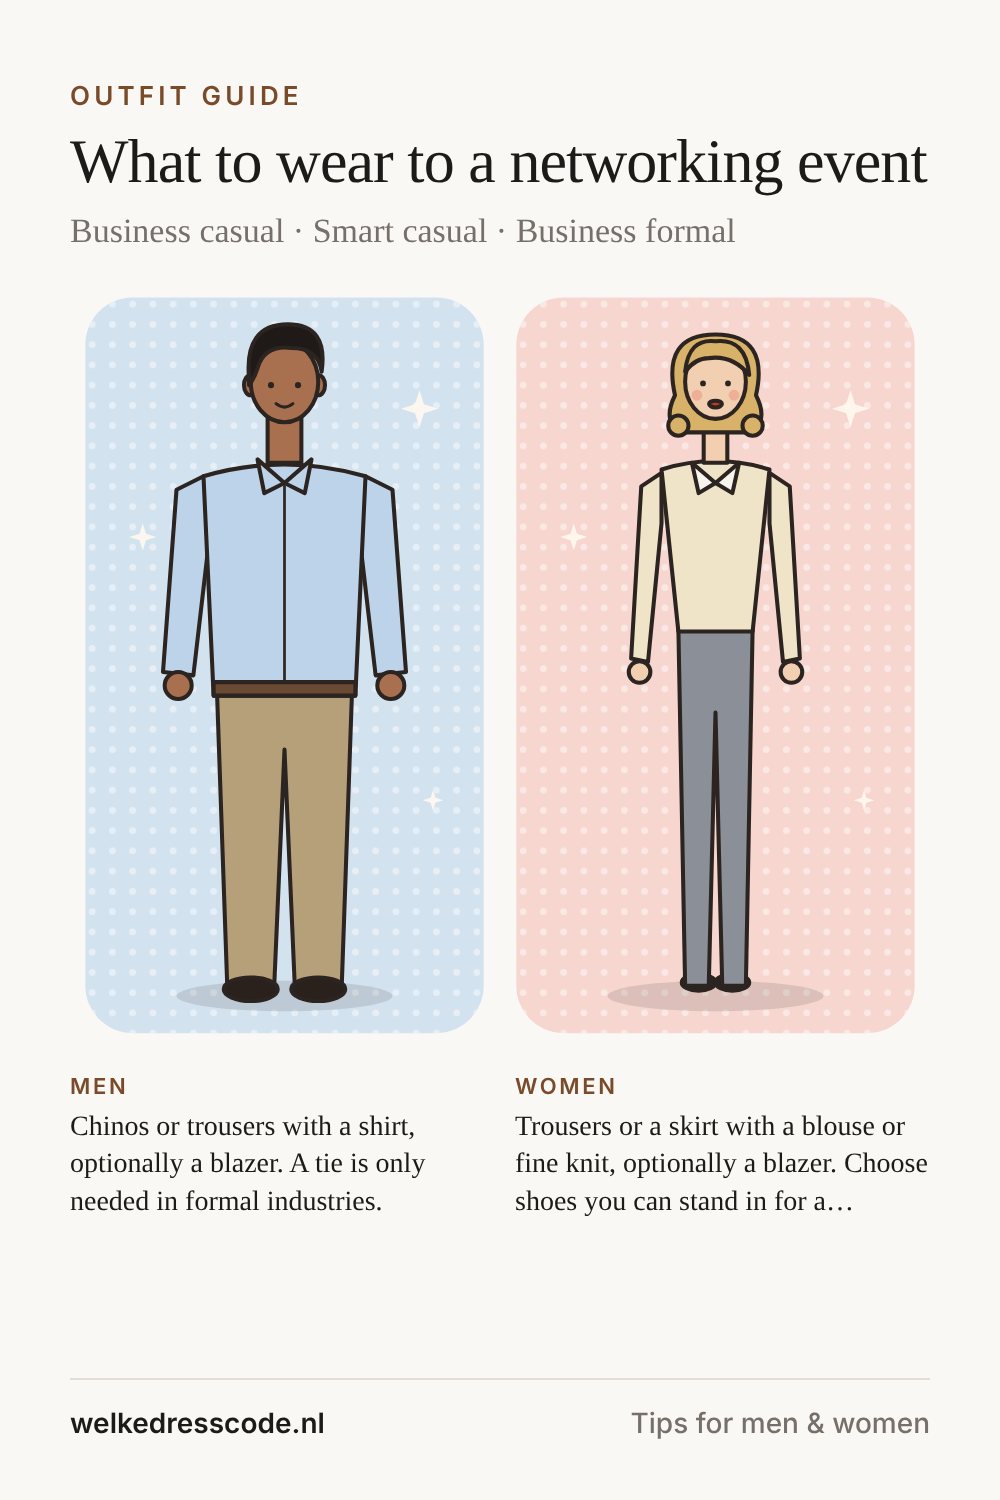 OUTFIT GUIDE
What to wear to a networking event
Business casual · Smart casual · Business formal
MEN
Chinos or trousers with a shirt,
optionally a blazer. A tie is only
needed in formal industries.
WOMEN
Trousers or a skirt with a blouse or
fine knit, optionally a blazer. Choose
shoes you can stand in for a…
welkedresscode.nl
Tips for men & women